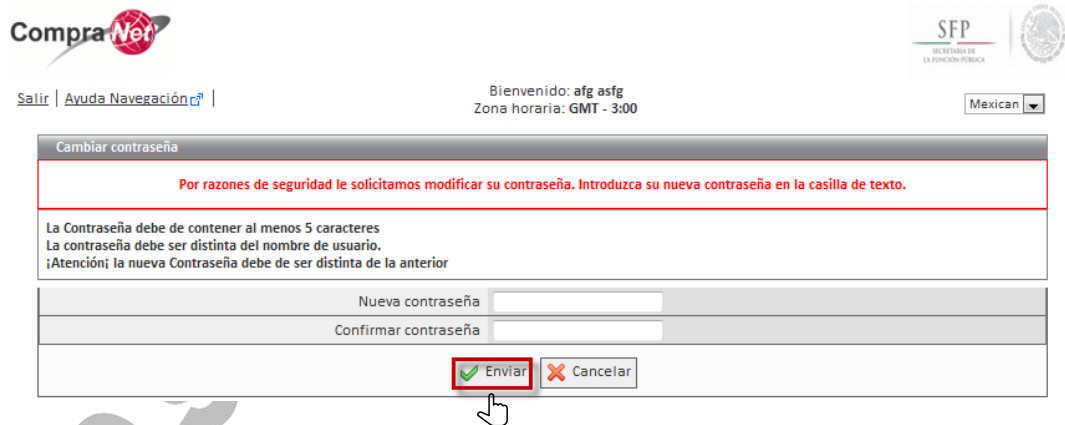 CompraNet
SFP
SECRETARÍA DE
LA FUNCIÓN PÚBLICA
Salir | Ayuda Navegación |
Bienvenido: afg asfg
Zona horaria: GMT - 3:00
Mexican
Cambiar contraseña
Por razones de seguridad le solicitamos modificar su contraseña. Introduzca su nueva contraseña en la casilla de texto.
La Contraseña debe de contener al menos 5 caracteres
La contraseña debe ser distinta del nombre de usuario.
¡Atención¡ la nueva Contraseña debe de ser distinta de la anterior
Nueva contraseña
Confirmar contraseña
Enviar
Cancelar